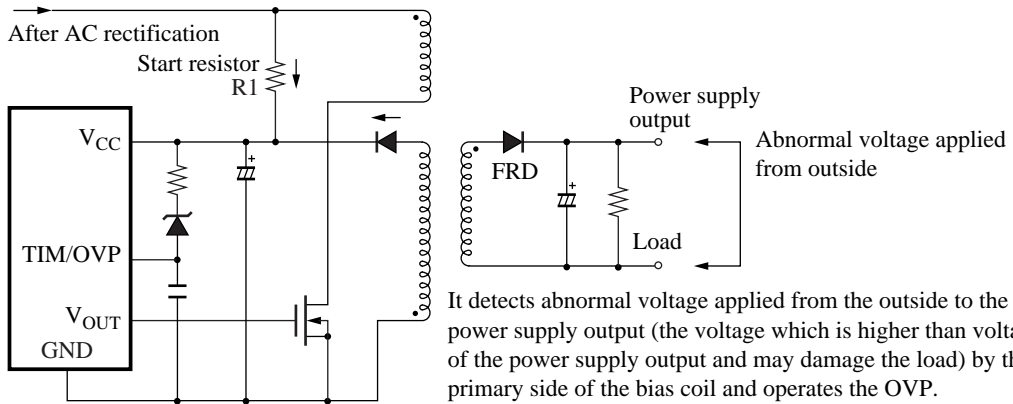 After AC rectification
Start resistor
R1
Power supply
output
VCC
Abnormal voltage applied
from outside
FRD
+
+
TIM/OVP
Load
VOUT
GND
It detects abnormal voltage applied from the outside to the
power supply output (the voltage which is higher than volta
of the power supply output and may damage the load) by th
primary side of the bias coil and operates the OVP.